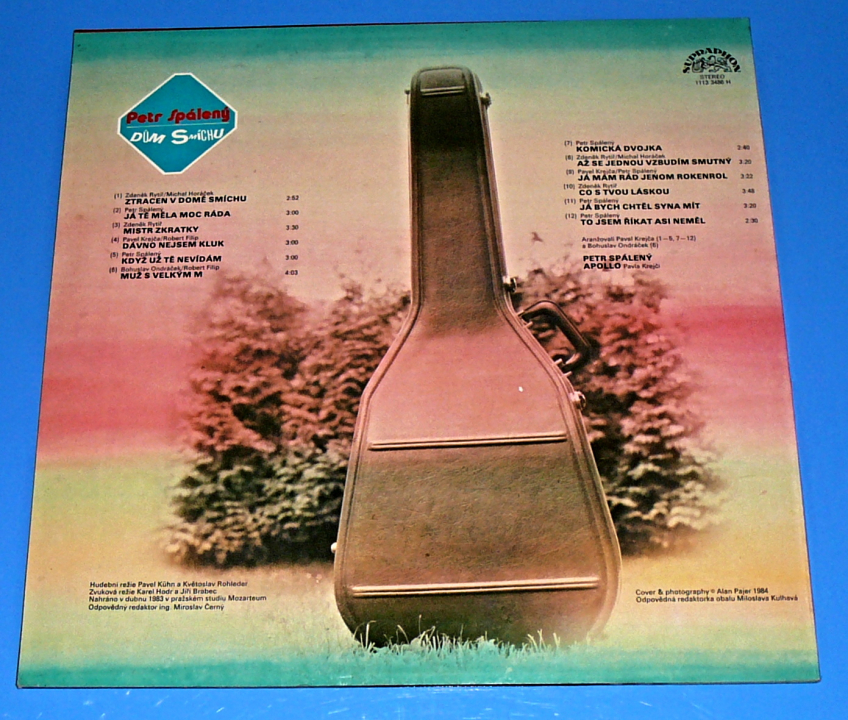 Petr Spálený
DŮM SMÍCHU
(1) Zdeněk Rytíř/Michal Horáček
ZTRACEN V DOMĚ SMÍCHU 2:52
(2) Petr Spálený
JÁ TĚ MĚLA MOC RÁDA 3:00
(3) Zdeněk Rytíř
MISTR ZKRATKY 3:30
(4) Pavel Krejča/Robert Filip
DÁVNO NEJSEM KLUK 3:00
(5) Petr Spálený
KDYŽ UŽ TĚ NEVÍDÁM 3:00
(6) Bohuslav Ondráček/Robert Filip
MUŽ S VELKÝM M 4:03
SUPRAPHON
STEREO
1113 3486 H
(7) Petr Spálený
KOMICKÁ DVOJKA 2:40
(8) Zdeněk Rytíř/Michal Horáček
AŽ SE JEDNOU VZBUDÍM SMUTNÝ 3:20
(9) Pavel Krejča/Petr Spálený
JÁ MÁM RÁD JENOM ROKENROL 3:32
(10) Zdeněk Rytíř
CO S TVOU LÁSKOU 3:48
(11) Petr Spálený
JÁ BYCH CHTĚL SYNA MÍT 3:20
(12) Petr Spálený
TO JSEM ŘÍKAT ASI NEMĚL 2:30
Aranžovali Pavel Krejča (1—5, 7—12)
a Bohuslav Ondráček (6)
PETR SPÁLENÝ
APOLLO Pavla Krejči
Hudební režie Pavel Kühn a Květoslav Rohleder
Zvuková režie Karel Hodr a Jiří Brábec
Nahráno v dubnu 1983 v pražském studiu Mozarteum
Odpovědný redaktor ing. Miroslav Černý
Cover & photography © Alan Pajer 1984
Odpovědná redaktorka obalu Miloslava Kulhavá